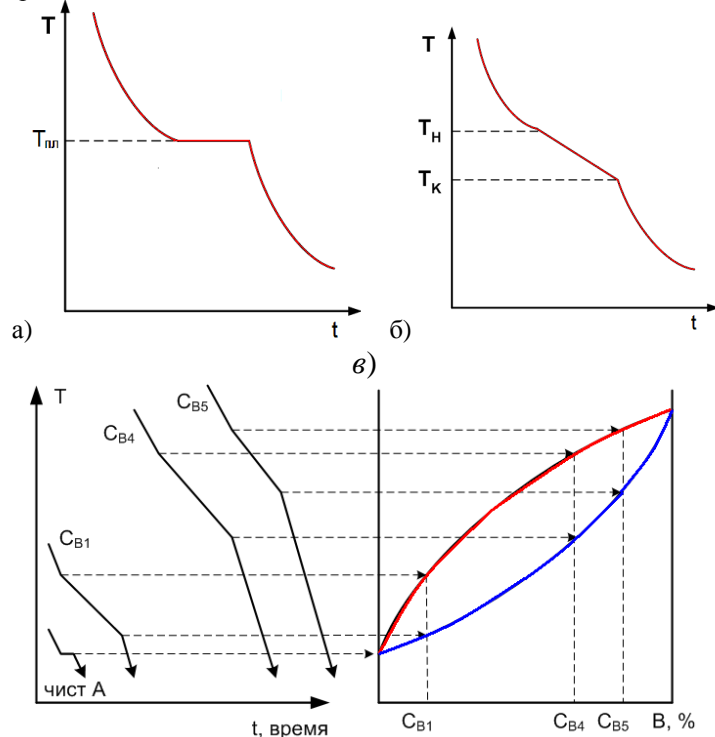 T
Tпл
t
а)
T
TН
TК
t
б)
в)
T
CB5
CB4
CB1
чист A
t, время
CB1
CB4
CB5
B, %